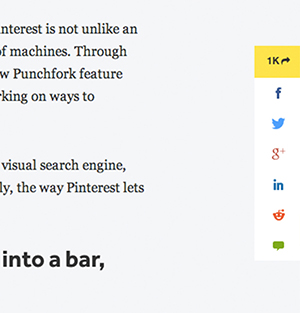 nterest is not unlike an
of machines. Through
w Punchfork feature
rking on ways to
visual search engine,
ly, the way Pinterest lets
into a bar,
1K
f
g+
in